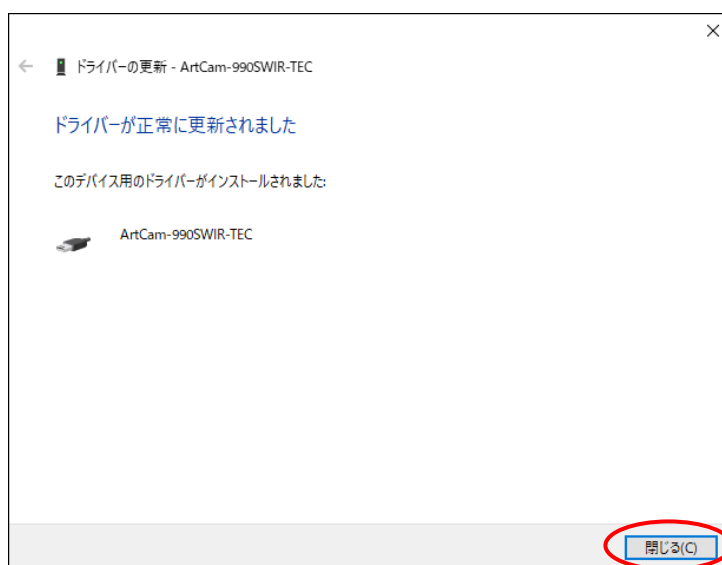 ドライバーの更新 - ArtCam-990SWIR-TEC
ドライバーが正常に更新されました
このデバイス用のドライバーがインストールされました:
ArtCam-990SWIR-TEC
閉じる(C)